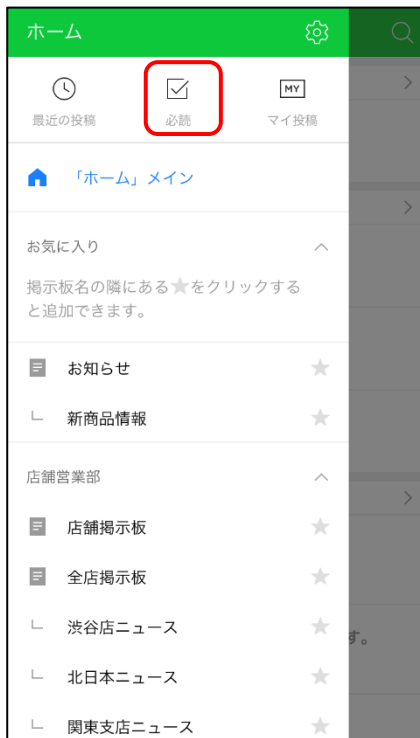 ホーム
最近の投稿
必読
MY
マイ投稿
「ホーム」メイン
お気に入り
掲示板名の隣にある★をクリックする
と追加できます。
お知らせ
新商品情報
店舗営業部
店舗掲示板
全店掲示板
渋谷店ニュース
す。
北日本ニュース
関東支店ニュース